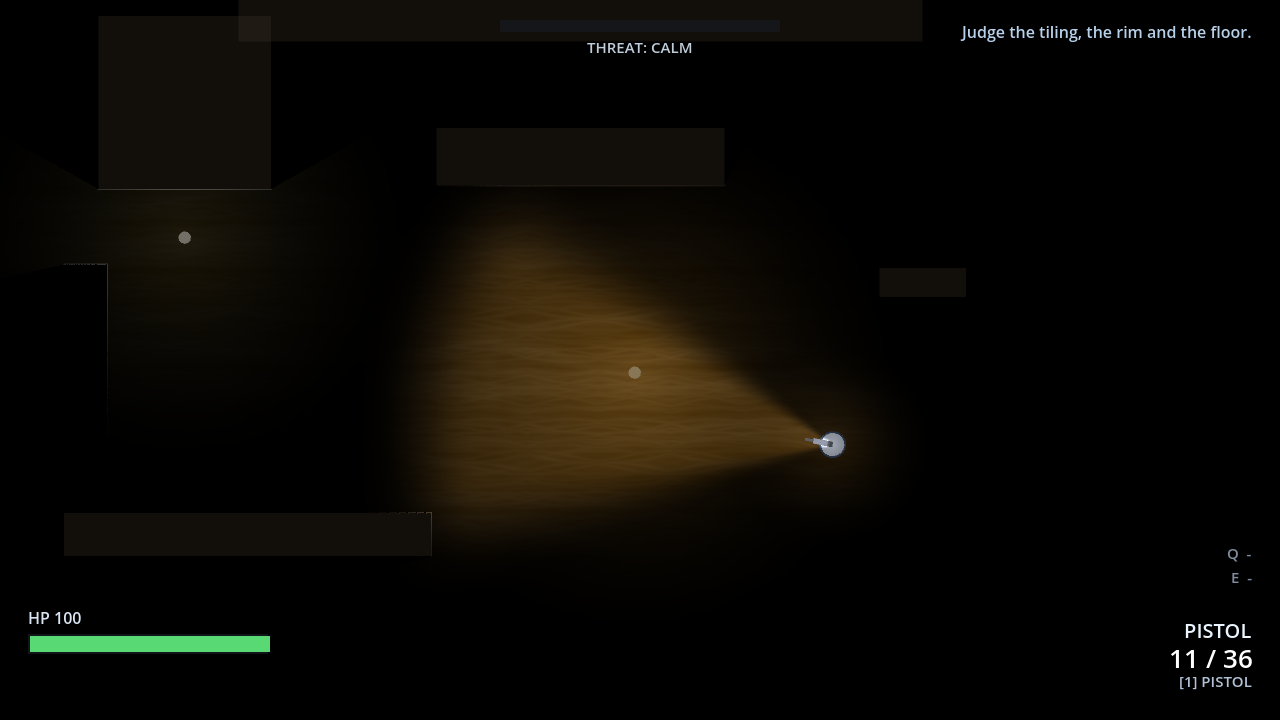 Judge the tiling, the rim and the floor.
THREAT: CALM
Q -
E -
HP 100
PISTOL
11 / 36
[1] PISTOL